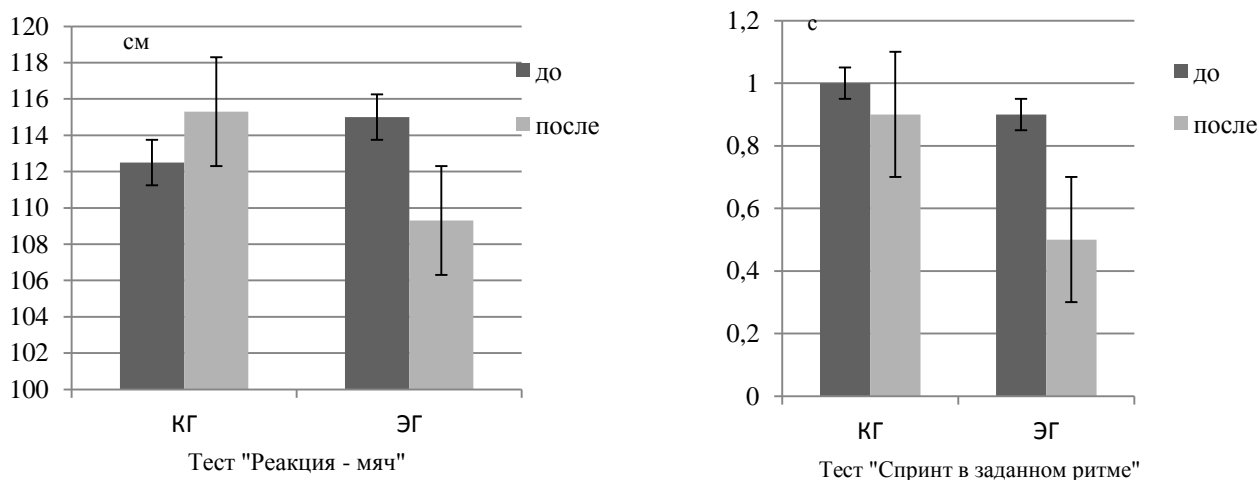 120
118
116
114
112
110
108
106
104
102
100
см
до
после
КГ
ЭГ
Тест "Реакция - мяч"
1,2
1
0,8
0,6
0,4
0,2
0
с
до
после
КГ
ЭГ
Тест "Спринт в заданном ритме"